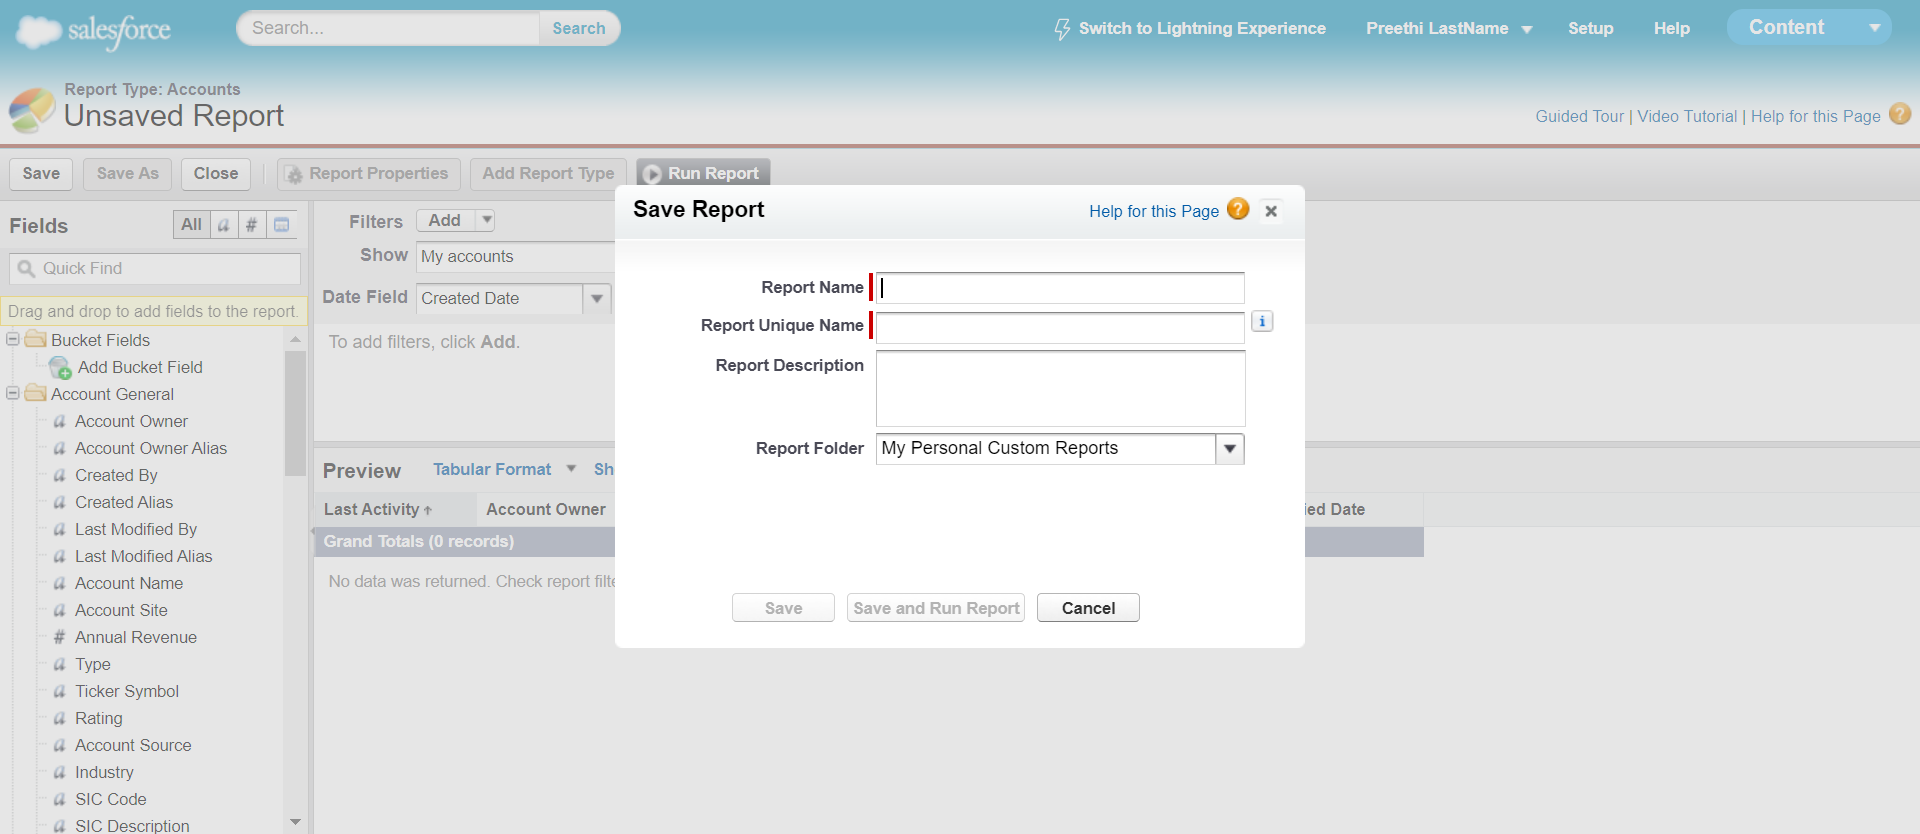 salesforce
Search...
Search
Switch to Lightning Experience
Preethi LastName
Setup
Help
Content
Report Type: Accounts
Unsaved Report
Guided Tour | Video Tutorial | Help for this Page ?
Save
Save As
Close
Report Properties
Add Report Type
Run Report
Fields
All
a
#
Quick Find
Drag and drop to add fields to the report.
Bucket Fields
Add Bucket Field
Account General
a Account Owner
a Account Owner Alias
a Created By
a Created Alias
a Last Modified By
a Last Modified Alias
a Account Name
a Account Site
# Annual Revenue
a Type
a Ticker Symbol
a Rating
a Account Source
a Industry
a SIC Code
a SIC Description
Filters
Add
Show
My accounts
Date Field
Created Date
To add filters, click Add.
Preview
Tabular Format
Sh
Last Activity
Account Owner
ied Date
Grand Totals (0 records)
No data was returned. Check report filte
Save Report
Help for this Page ?
Report Name
Report Unique Name
i
Report Description
Report Folder
My Personal Custom Reports
Save
Save and Run Report
Cancel